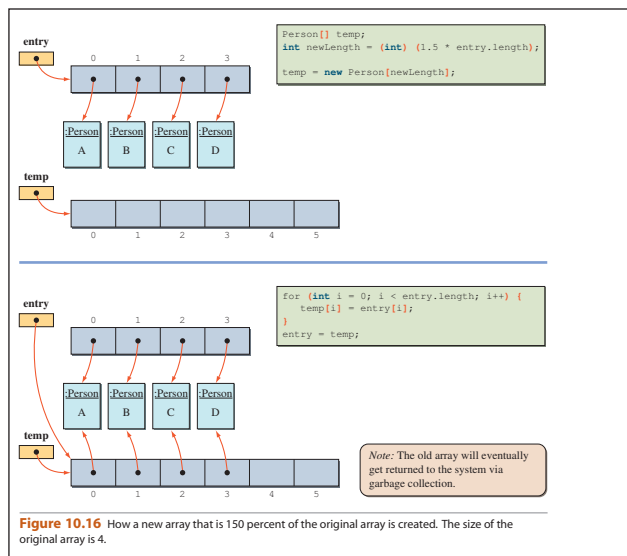 entry
0 1 2 3
:Person :Person :Person :Person
A B C D
temp
0 1 2 3 4 5
Person[] temp;
int newLength = (int) (1.5 * entry.length);
temp = new Person[newLength];
entry
0 1 2 3
:Person :Person :Person :Person
A B C D
temp
0 1 2 3 4 5
for (int i = 0; i < entry.length; i++) {
temp[i] = entry[i];
}
entry = temp;
Note: The old array will eventually
get returned to the system via
garbage collection.
Figure 10.16 How a new array that is 150 percent of the original array is created. The size of the
original array is 4.